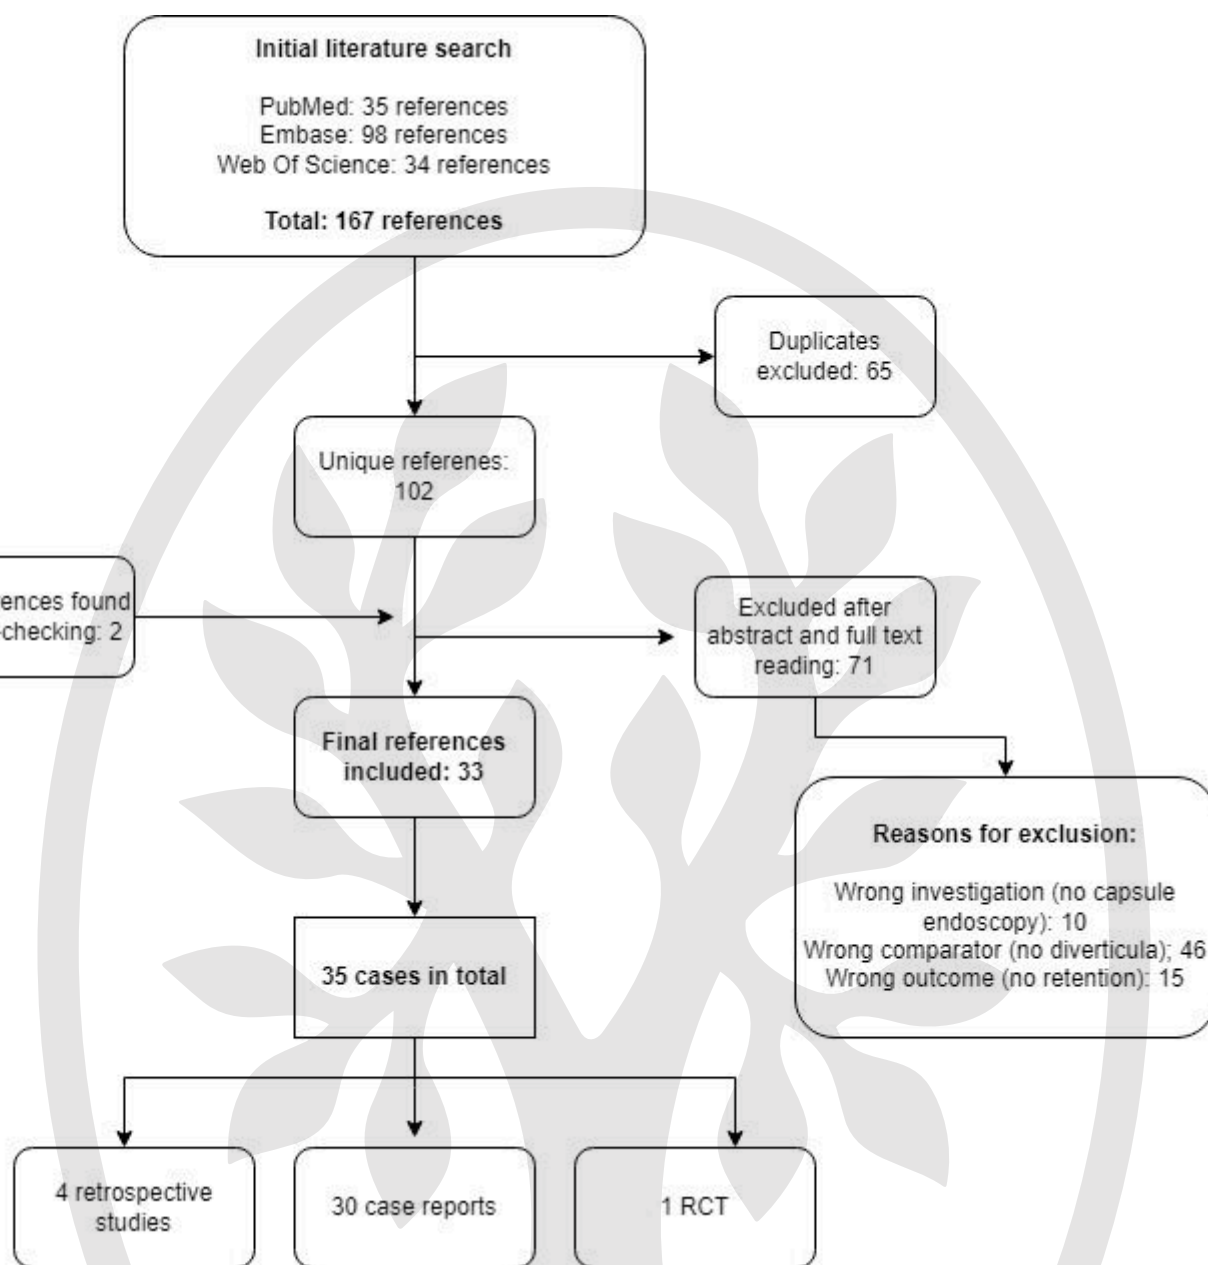 Initial literature search
PubMed: 35 references
Embase: 98 references
Web Of Science: 34 references
Total: 167 references
Duplicates
excluded: 65
Unique referenes:
102
found
-checking: 2
Excluded after
abstract and full text
reading: 71
Final references
included: 33
Reasons for exclusion:
Wrong investigation (no capsule
endoscopy): 10
Wrong comparator (no diverticula); 46
Wrong outcome (no retention): 15
35 cases in total
4 retrospective
studies
30 case reports
1 RCT